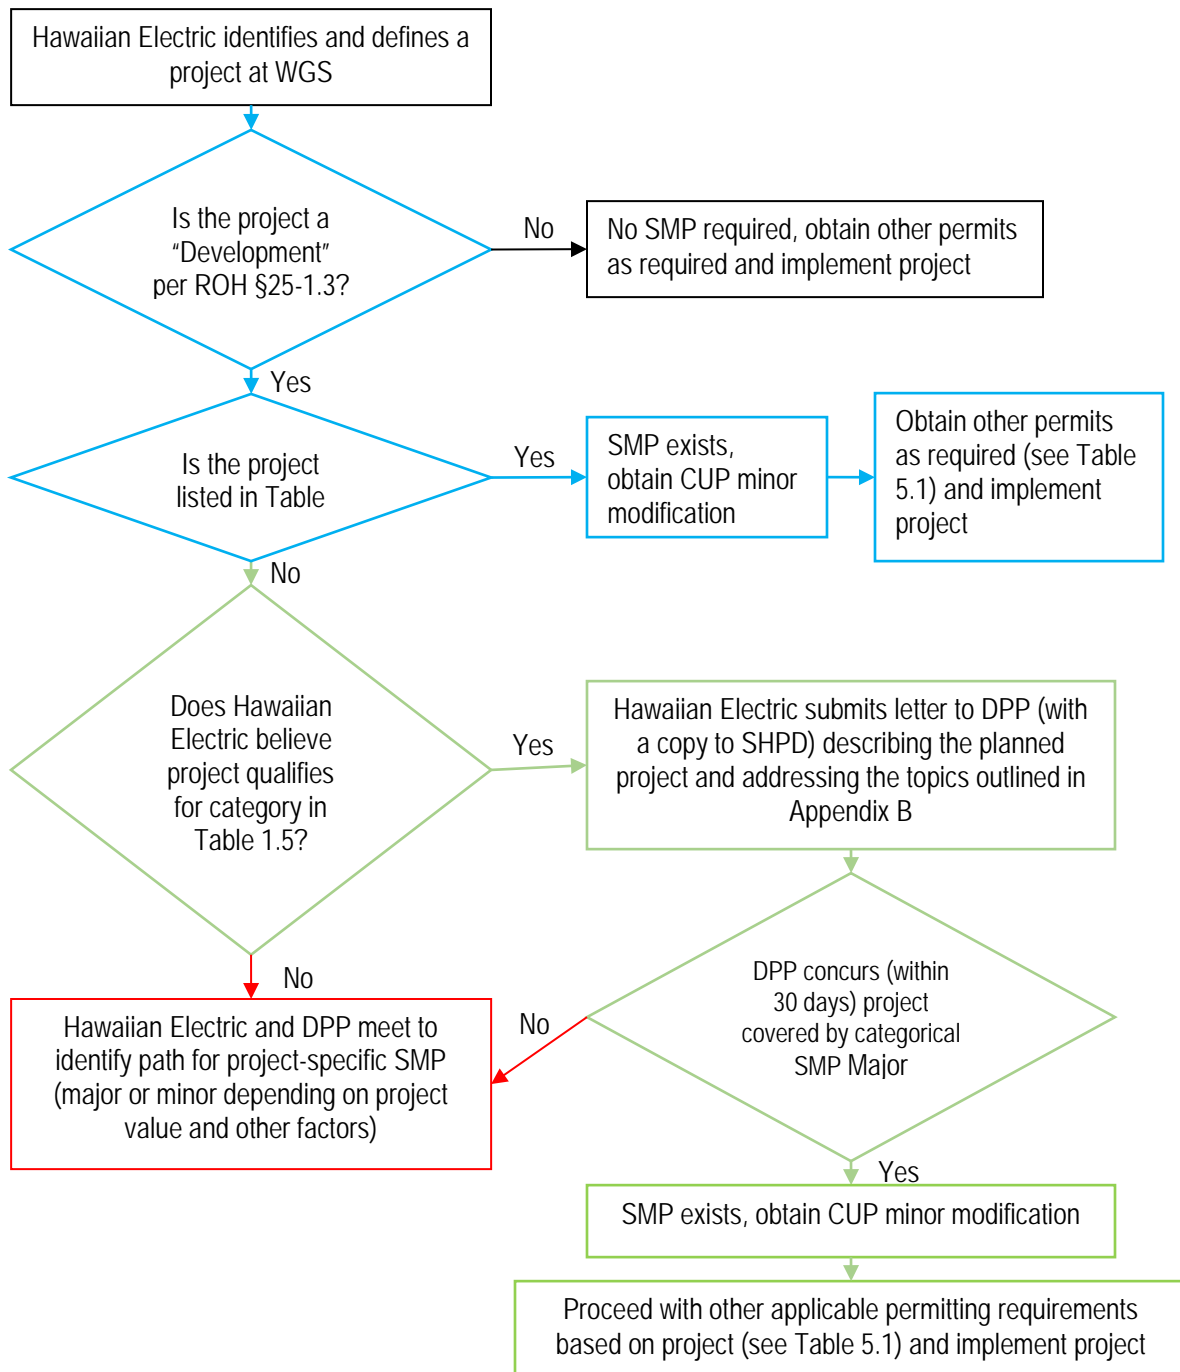 Hawaiian Electric identifies and defines a
project at WGS
Is the project a
“Development”
per ROH §25-1.3?
No
No SMP required, obtain other permits
as required and implement project
Yes
Is the project
listed in Table
Yes
SMP exists,
obtain CUP minor
modification
Obtain other permits
as required (see Table
5.1) and implement
project
No
Does Hawaiian
Electric believe
project qualifies
for category in
Table 1.5?
Yes
Hawaiian Electric submits letter to DPP (with
a copy to SHPD) describing the planned
project and addressing the topics outlined in
Appendix B
No
Hawaiian Electric and DPP meet to
identify path for project-specific SMP
(major or minor depending on project
value and other factors)
No
DPP concurs (within
30 days) project
covered by categorical
SMP Major
Yes
SMP exists, obtain CUP minor modification
Proceed with other applicable permitting requirements
based on project (see Table 5.1) and implement project